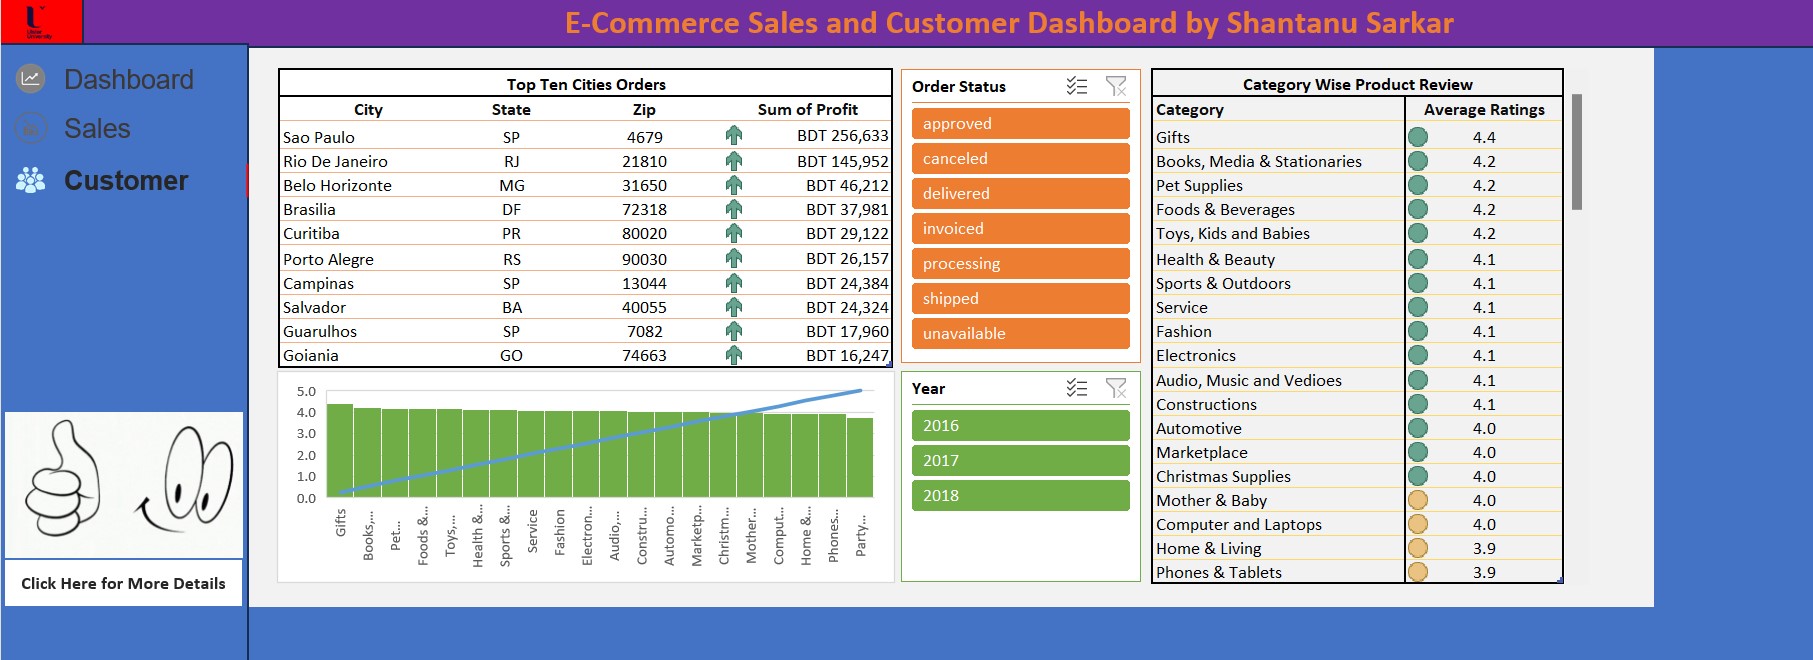 E-Commerce Sales and Customer Dashboard by Shantanu Sarkar
Dashboard
Sales
Customer
Click Here for More Details
Top Ten Cities Orders
City State Zip Sum of Profit
Sao Paulo SP 4679 BDT 256,633
Rio De Janeiro RJ 21810 BDT 145,952
Belo Horizonte MG 31650 BDT 46,212
Brasilia DF 72318 BDT 37,981
Curitiba PR 80020 BDT 29,122
Porto Alegre RS 90030 BDT 26,157
Campinas SP 13044 BDT 24,384
Salvador BA 40055 BDT 24,324
Guarulhos SP 7082 BDT 17,960
Goiania GO 74663 BDT 16,247
5.0
4.0
3.0
2.0
1.0
0.0
Gifts
Books,...
Pet...
Foods &...
Toys,...
Health &...
Sports &...
Service
Fashion
Electron...
Audio,...
Constru...
Automo...
Marketp...
Christm...
Mother...
Comput...
Home &...
Phones...
Party...
Order Status
approved
canceled
delivered
invoiced
processing
shipped
unavailable
Year
2016
2017
2018
Category Wise Product Review
Category Average Ratings
Gifts 4.4
Books, Media & Stationaries 4.2
Pet Supplies 4.2
Foods & Beverages 4.2
Toys, Kids and Babies 4.2
Health & Beauty 4.1
Sports & Outdoors 4.1
Service 4.1
Fashion 4.1
Electronics 4.1
Audio, Music and Vedioes 4.1
Constructions 4.1
Automotive 4.0
Marketplace 4.0
Christmas Supplies 4.0
Mother & Baby 4.0
Computer and Laptops 4.0
Home & Living 3.9
Phones & Tablets 3.9